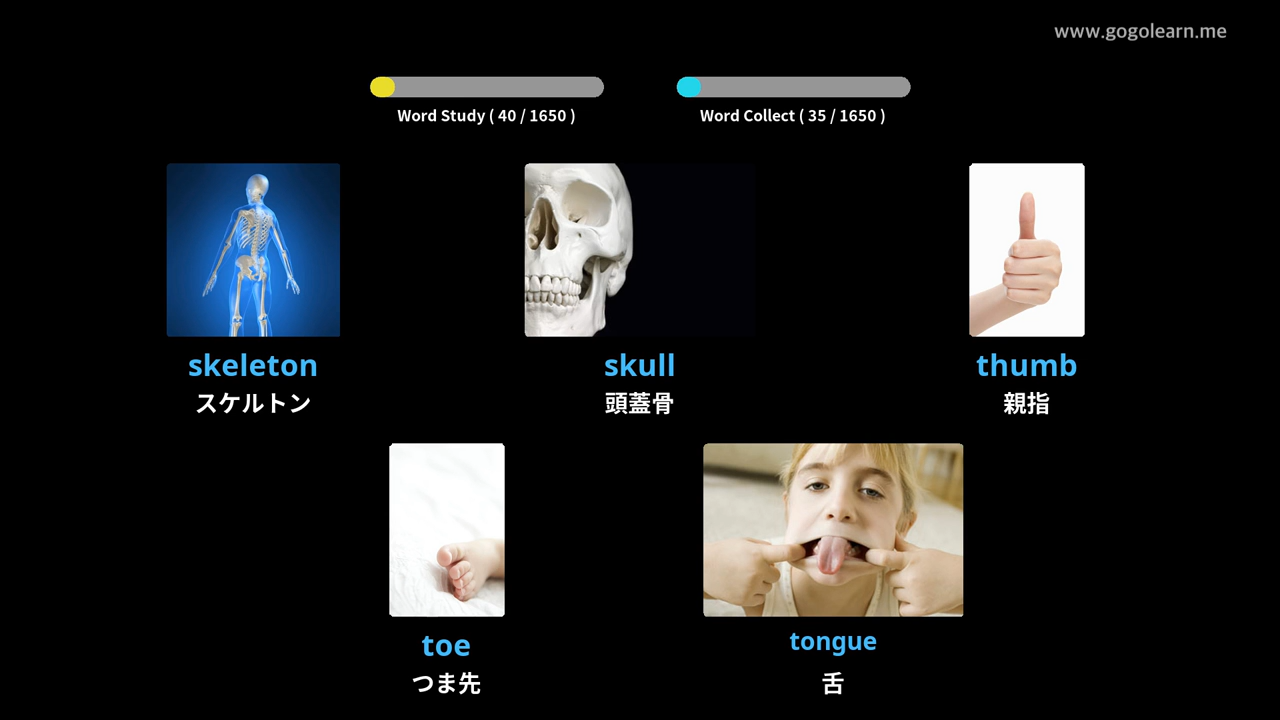 www.gogolearn.me
Word Study ( 40 / 1650 )
Word Collect ( 35 / 1650 )
skeleton
スケルトン
skull
頭蓋骨
thumb
親指
toe
つま先
tongue
舌